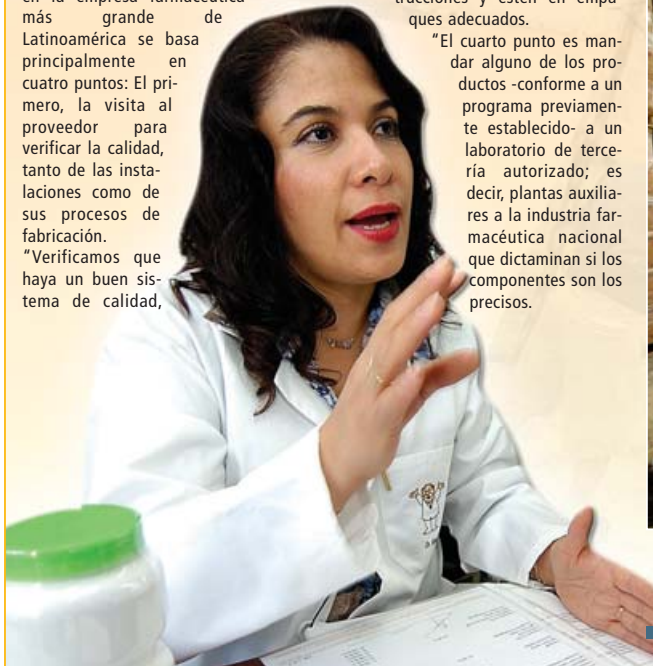 en la empresa farmacéutica
más grande de
Latinoamérica se basa
principalmente en
cuatro puntos: El pri-
mero, la visita al
proveedor para
verificar la calidad,
tanto de las insta-
laciones como de
sus procesos de
fabricación.
"Verificamos que
haya un buen sis-
tema de calidad,
trucciones y estén en empa-
ques adecuados.
"El cuarto punto es man-
dar alguno de los pro-
ductos -conforme a un
programa previamen-
te establecido- a un
laboratorio de terce-
ría autorizado; es
decir, plantas auxilia-
res a la industria far-
macéutica nacional
que dictaminan si los
componentes son los
precisos.